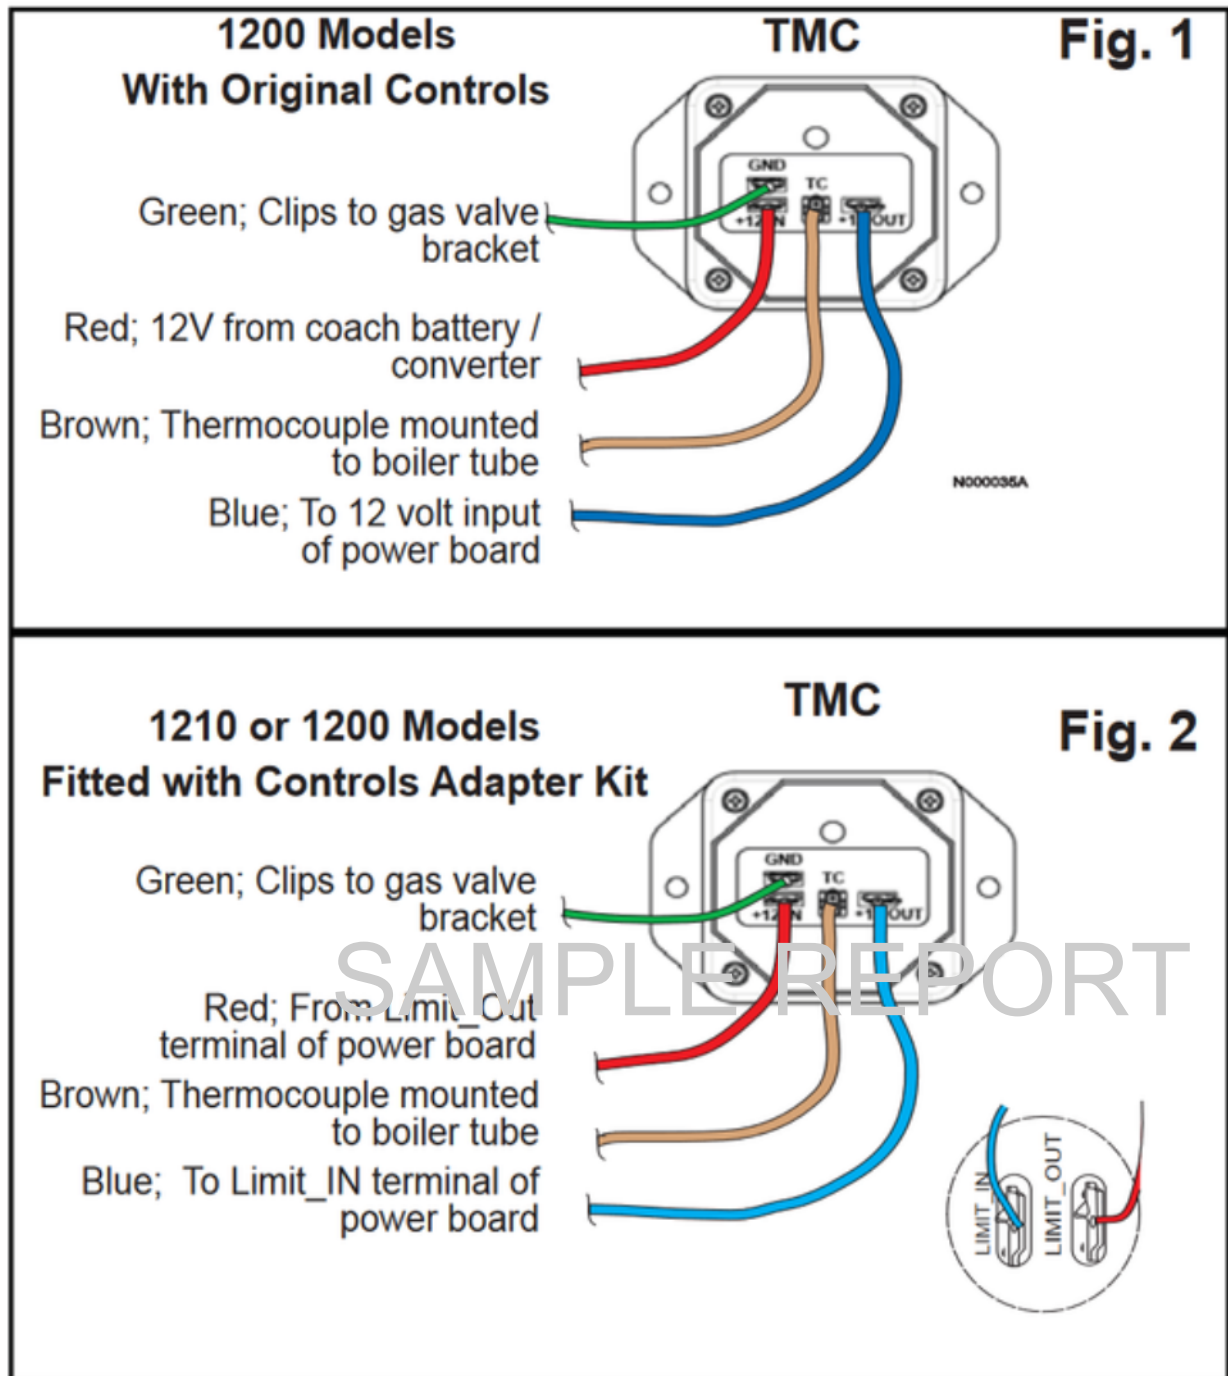 1200 Models
With Original Controls
TMC
Fig. 1
GND
TC
Green; Clips to gas valve
bracket
Red; 12V from coach battery /
converter
Brown; Thermocouple mounted
to boiler tube
Blue; To 12 volt input
of power board
N000035A
1210 or 1200 Models
Fitted with Controls Adapter Kit
TMC
Fig. 2
GND
TC
Green; Clips to gas valve
bracket
SAMPLE REPORT
Red; From Limit_Out
terminal of power board
Brown; Thermocouple mounted
to boiler tube
Blue; To Limit_IN terminal of
power board
LIMIT_IN
LIMIT_OUT